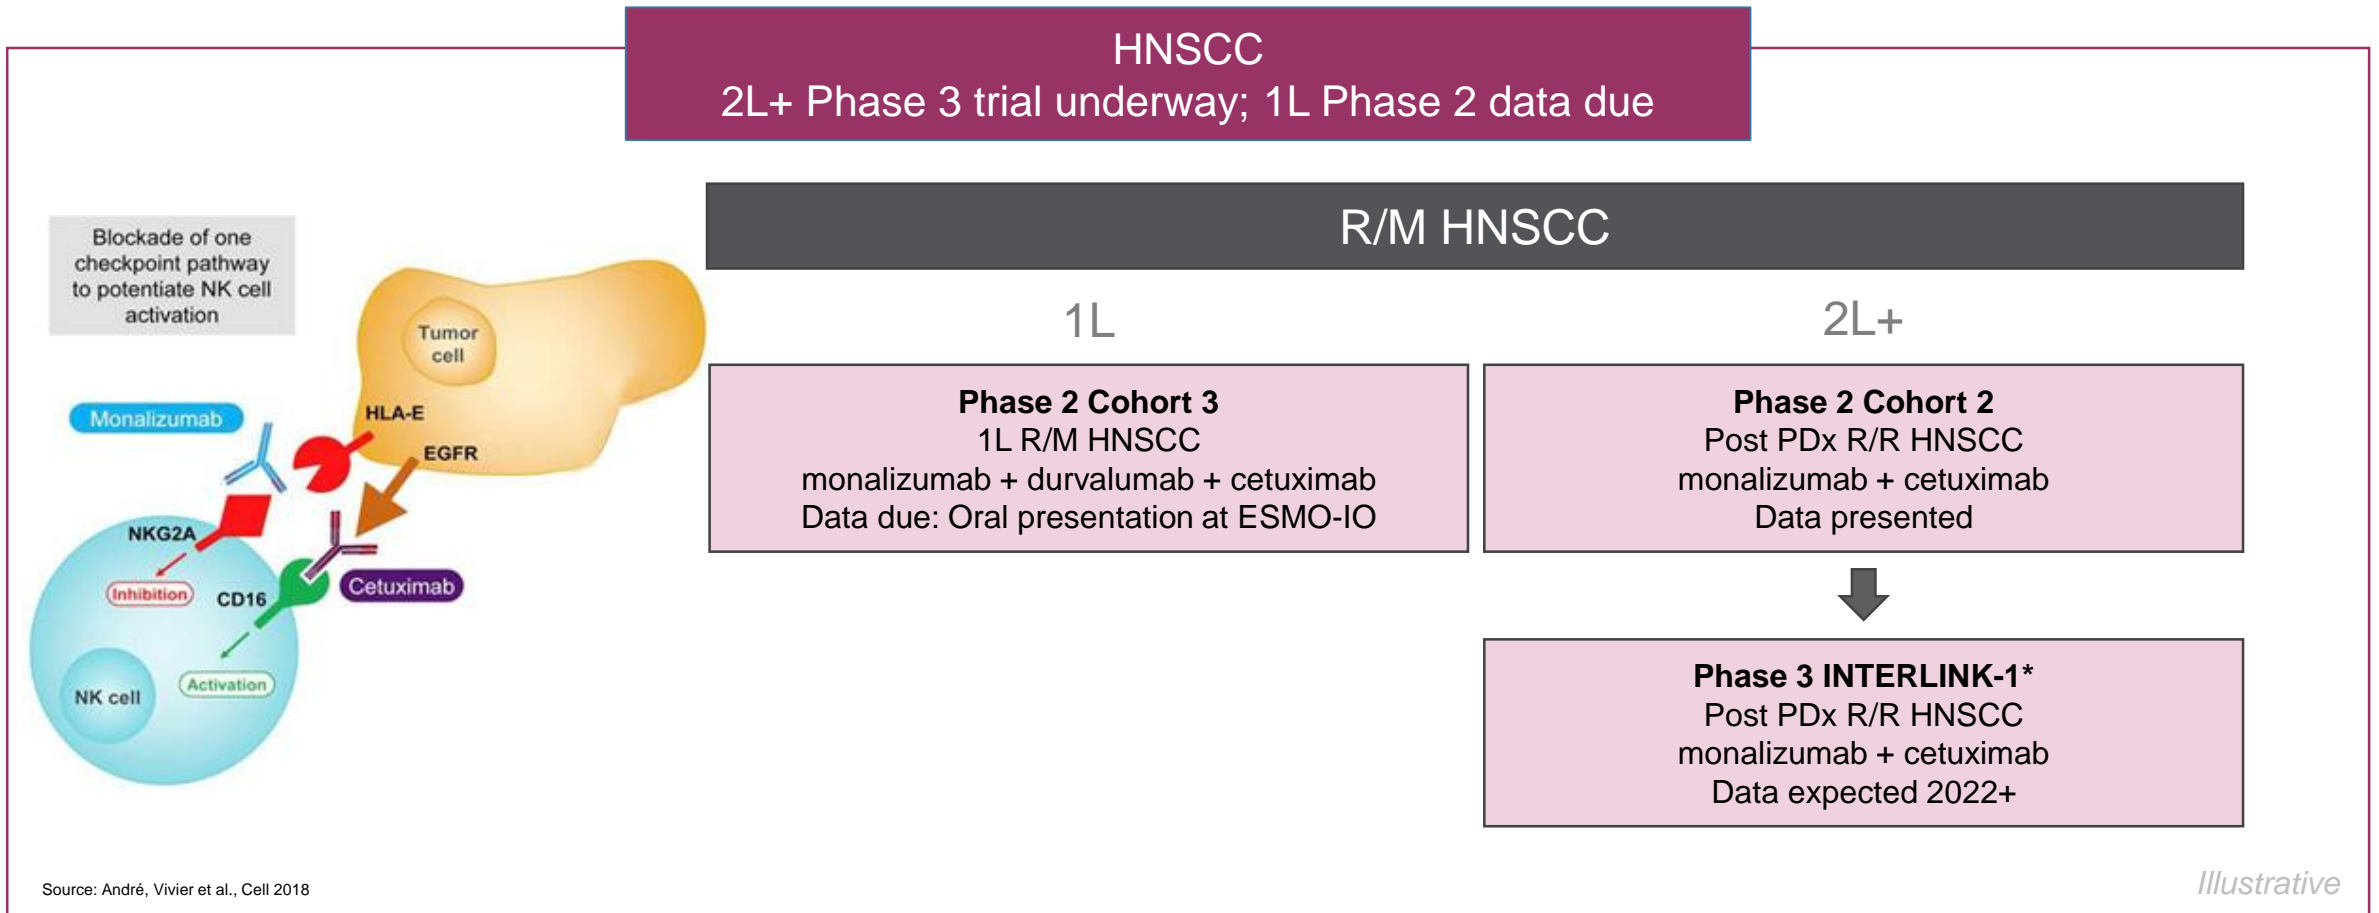 HNSCC
2L+ Phase 3 trial underway; 1L Phase 2 data due
Blockade of one
checkpoint pathway
to potentiate NK cell
activation
Tumor
cell
HLA-E
EGFR
Monalizumab
NKG2A
Inhibition
CD16
Cetuximab
Activation
NK cell
R/M HNSCC
1L
Phase 2 Cohort 3
1L R/M HNSCC
monalizumab + durvalumab + cetuximab
Data due: Oral presentation at ESMO-IO
2L+
Phase 2 Cohort 2
Post PDx R/R HNSCC
monalizumab + cetuximab
Data presented
Phase 3 INTERLINK-1*
Post PDx R/R HNSCC
monalizumab + cetuximab
Data expected 2022+
Source: André, Vivier et al., Cell 2018
Illustrative